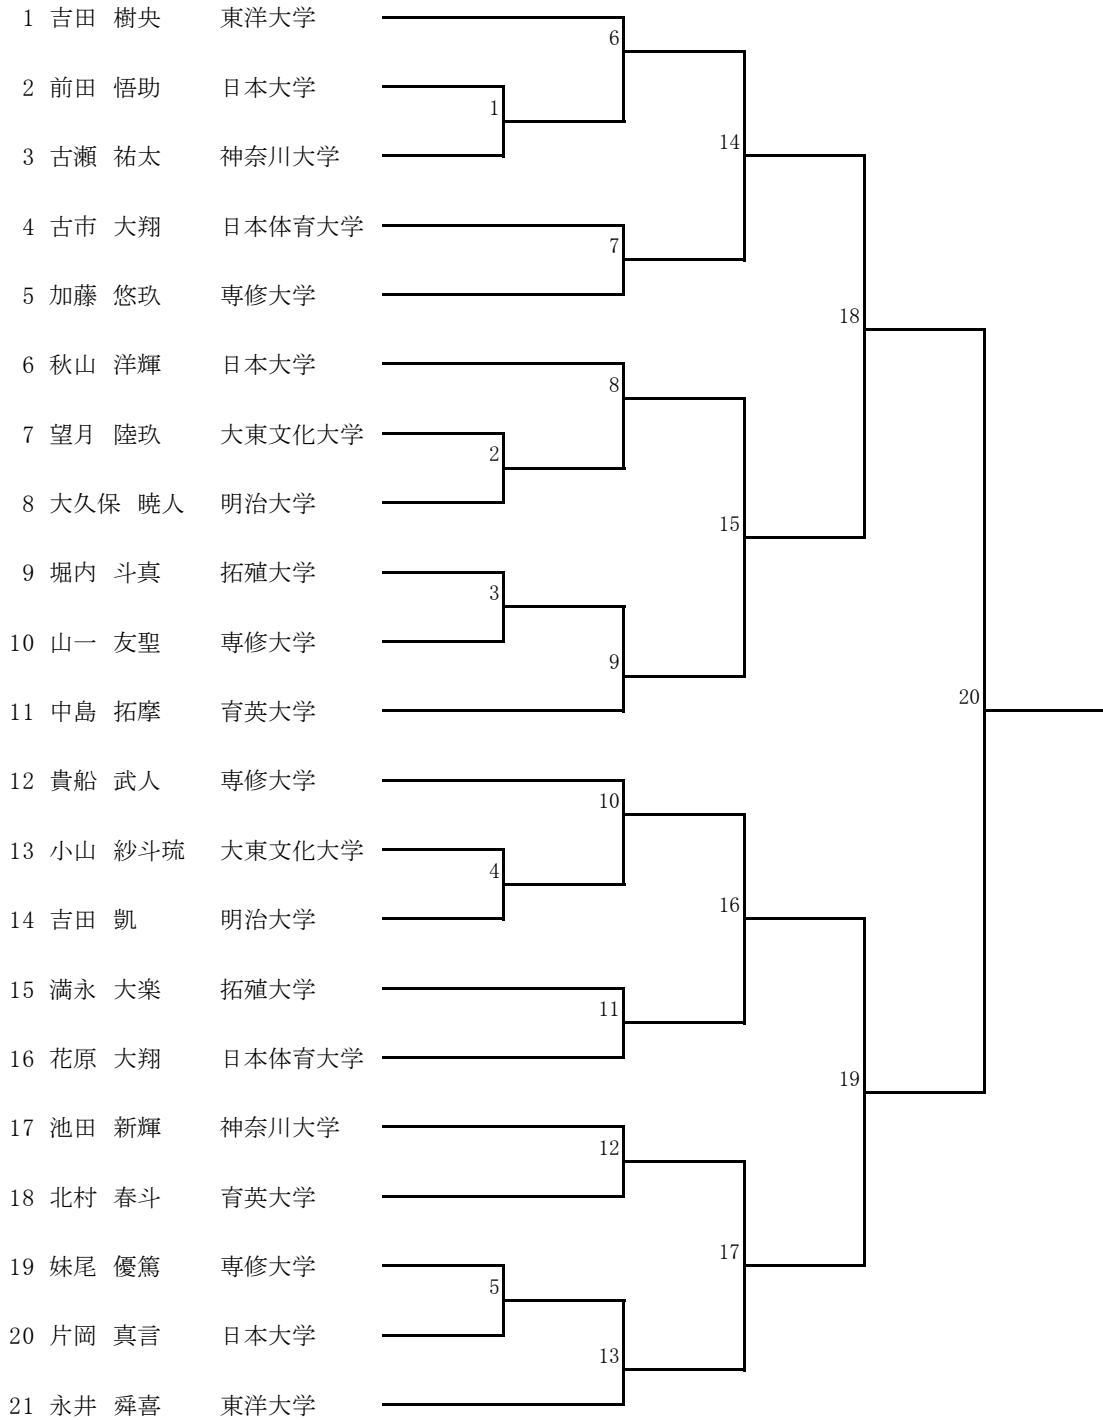 1 吉田 樹央 東洋大学
6
2 前田 悟助 日本大学
1
14
3 古瀬 祐太 神奈川大学
4 古市 大翔 日本体育大学
7
5 加藤 悠玖 専修大学
18
6 秋山 洋輝 日本大学
8
7 望月 陸玖 大東文化大学
2
8 大久保 暁人 明治大学
15
9 堀内 斗真 拓殖大学
3
10 山一 友聖 専修大学
9
11 中島 拓摩 育英大学
20
12 貴船 武人 専修大学
10
13 小山 紗斗琉 大東文化大学
4
16
14 吉田 凱 明治大学
15 満永 大楽 拓殖大学
11
16 花原 大翔 日本体育大学
19
17 池田 新輝 神奈川大学
12
18 北村 春斗 育英大学
17
19 妹尾 優篤 専修大学
5
20 片岡 真言 日本大学
13
21 永井 舜喜 東洋大学